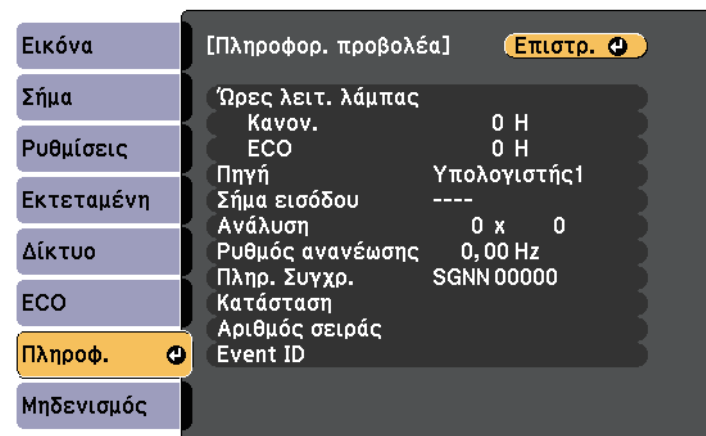 Εικόνα
Σήμα
Ρυθμίσεις
Εκτεταμένη
Δίκτυο
ECO
Πληροφ.
Μηδενισμός
[Πληροφορ. προβολέα] Επιστρ.
Ώρες λειτ. λάμπας
Κανον. 0 H
ECO 0 H
Πηγή Υπολογιστής1
Σήμα εισόδου ----
Ανάλυση 0 x 0
Ρυθμός ανανέωσης 0,00 Hz
Πληρ. Συγχρ. SGNN 00000
Κατάσταση
Αριθμός σειράς
Event ID